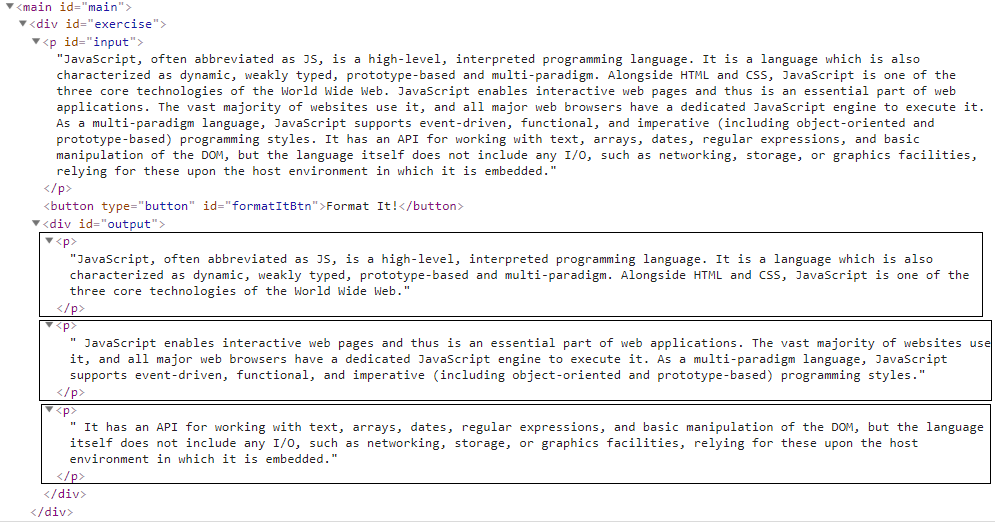 ▼<main id="main">
▼<div id="exercise">
▼<p id="input">
"JavaScript, often abbreviated as JS, is a high-level, interpreted programming language. It is a language which is also
characterized as dynamic, weakly typed, prototype-based and multi-paradigm. Alongside HTML and CSS, JavaScript is one of the
three core technologies of the World Wide Web. JavaScript enables interactive web pages and thus is an essential part of web
applications. The vast majority of websites use it, and all major web browsers have a dedicated JavaScript engine to execute it.
As a multi-paradigm language, JavaScript supports event-driven, functional, and imperative (including object-oriented and
prototype-based) programming styles. It has an API for working with text, arrays, dates, regular expressions, and basic
manipulation of the DOM, but the language itself does not include any I/O, such as networking, storage, or graphics facilities,
relying for these upon the host environment in which it is embedded."
</p>
<button type="button" id="formatItBtn">Format It!</button>
▼<div id="output">
▼<p>
"JavaScript, often abbreviated as JS, is a high-level, interpreted programming language. It is a language which is also
characterized as dynamic, weakly typed, prototype-based and multi-paradigm. Alongside HTML and CSS, JavaScript is one of the
three core technologies of the World Wide Web."
</p>
▼<p>
" JavaScript enables interactive web pages and thus is an essential part of web applications. The vast majority of websites use
it, and all major web browsers have a dedicated JavaScript engine to execute it. As a multi-paradigm language, JavaScript
supports event-driven, functional, and imperative (including object-oriented and prototype-based) programming styles."
</p>
▼<p>
" It has an API for working with text, arrays, dates, regular expressions, and basic manipulation of the DOM, but the language
itself does not include any I/O, such as networking, storage, or graphics facilities, relying for these upon the host
environment in which it is embedded."
</p>
</div>
</div>